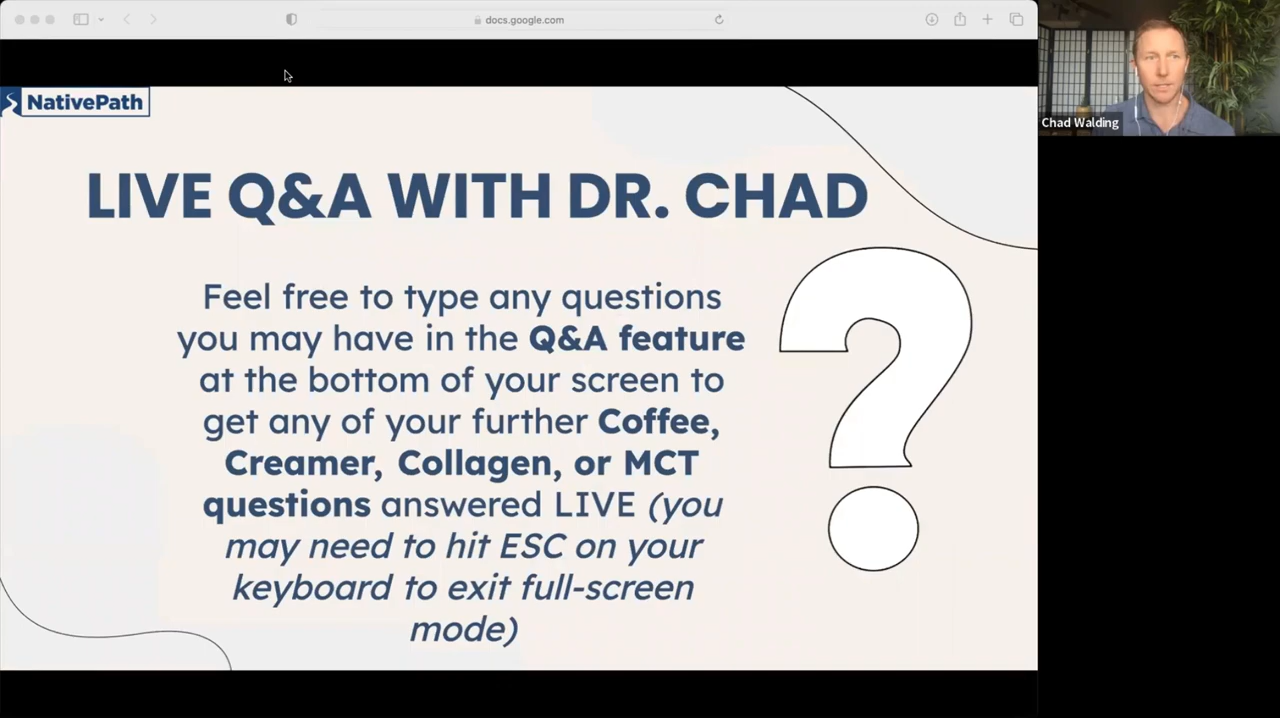 docs.google.com
Chad Walding
NativePath
LIVE Q&A WITH DR. CHAD
Feel free to type any questions
you may have in the Q&A feature
at the bottom of your screen to
get any of your further Coffee,
Creamer, Collagen, or MCT
questions answered LIVE (you
may need to hit ESC on your
keyboard to exit full-screen
mode)